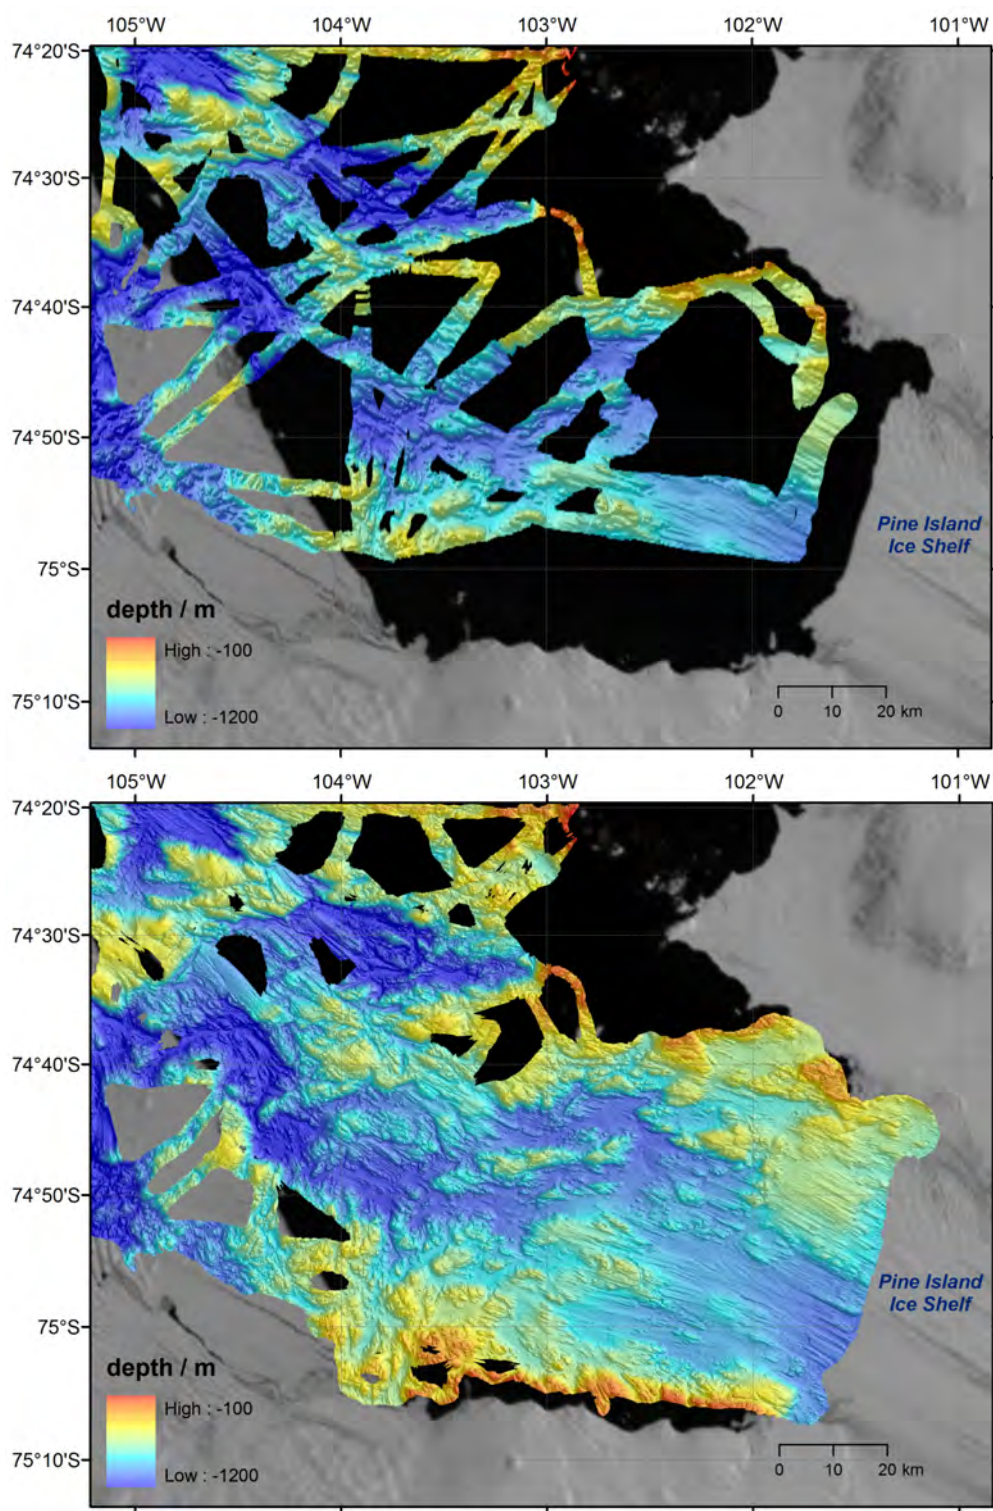 105°W 104°W 103°W 102°W 101°W
74°20'S
74°30'S
74°40'S
74°50'S
Pine Island
Ice Shelf
75°S
depth / m
High : -100
Low : -1200
75°10'S
0 10 20 km
105°W 104°W 103°W 102°W 101°W
74°20'S
74°30'S
74°40'S
74°50'S
Pine Island
Ice Shelf
75°S
depth / m
High : -100
Low : -1200
75°10'S
0 10 20 km